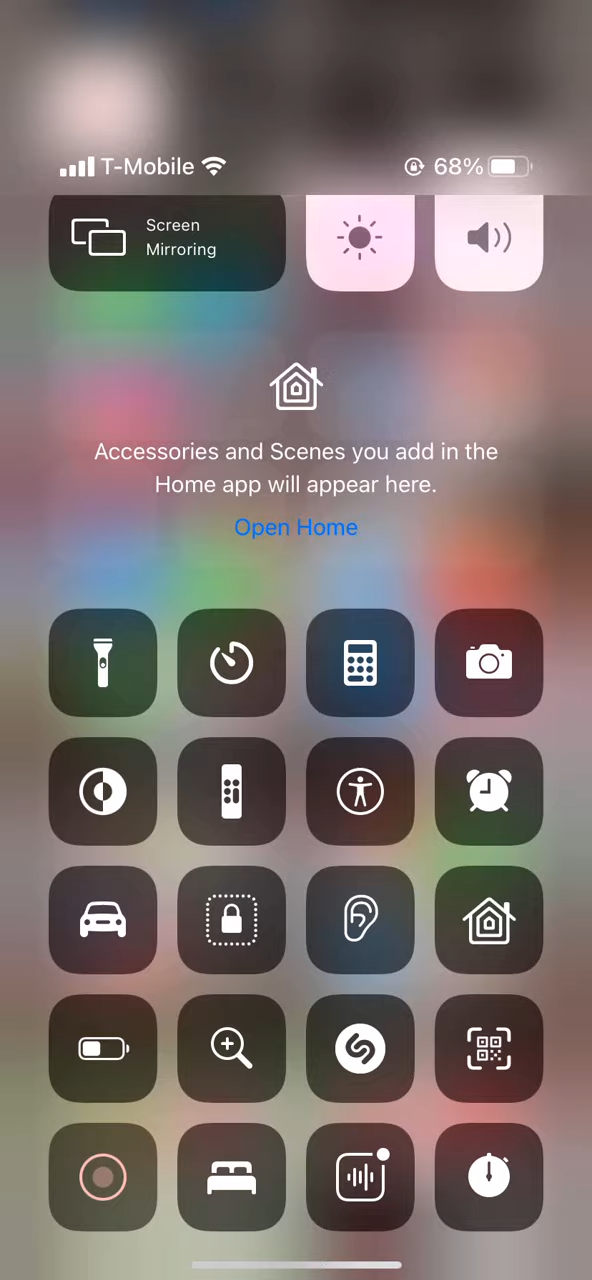 T-Mobile 68%
Screen
Mirroring
Accessories and Scenes you add in the
Home app will appear here.
Open Home